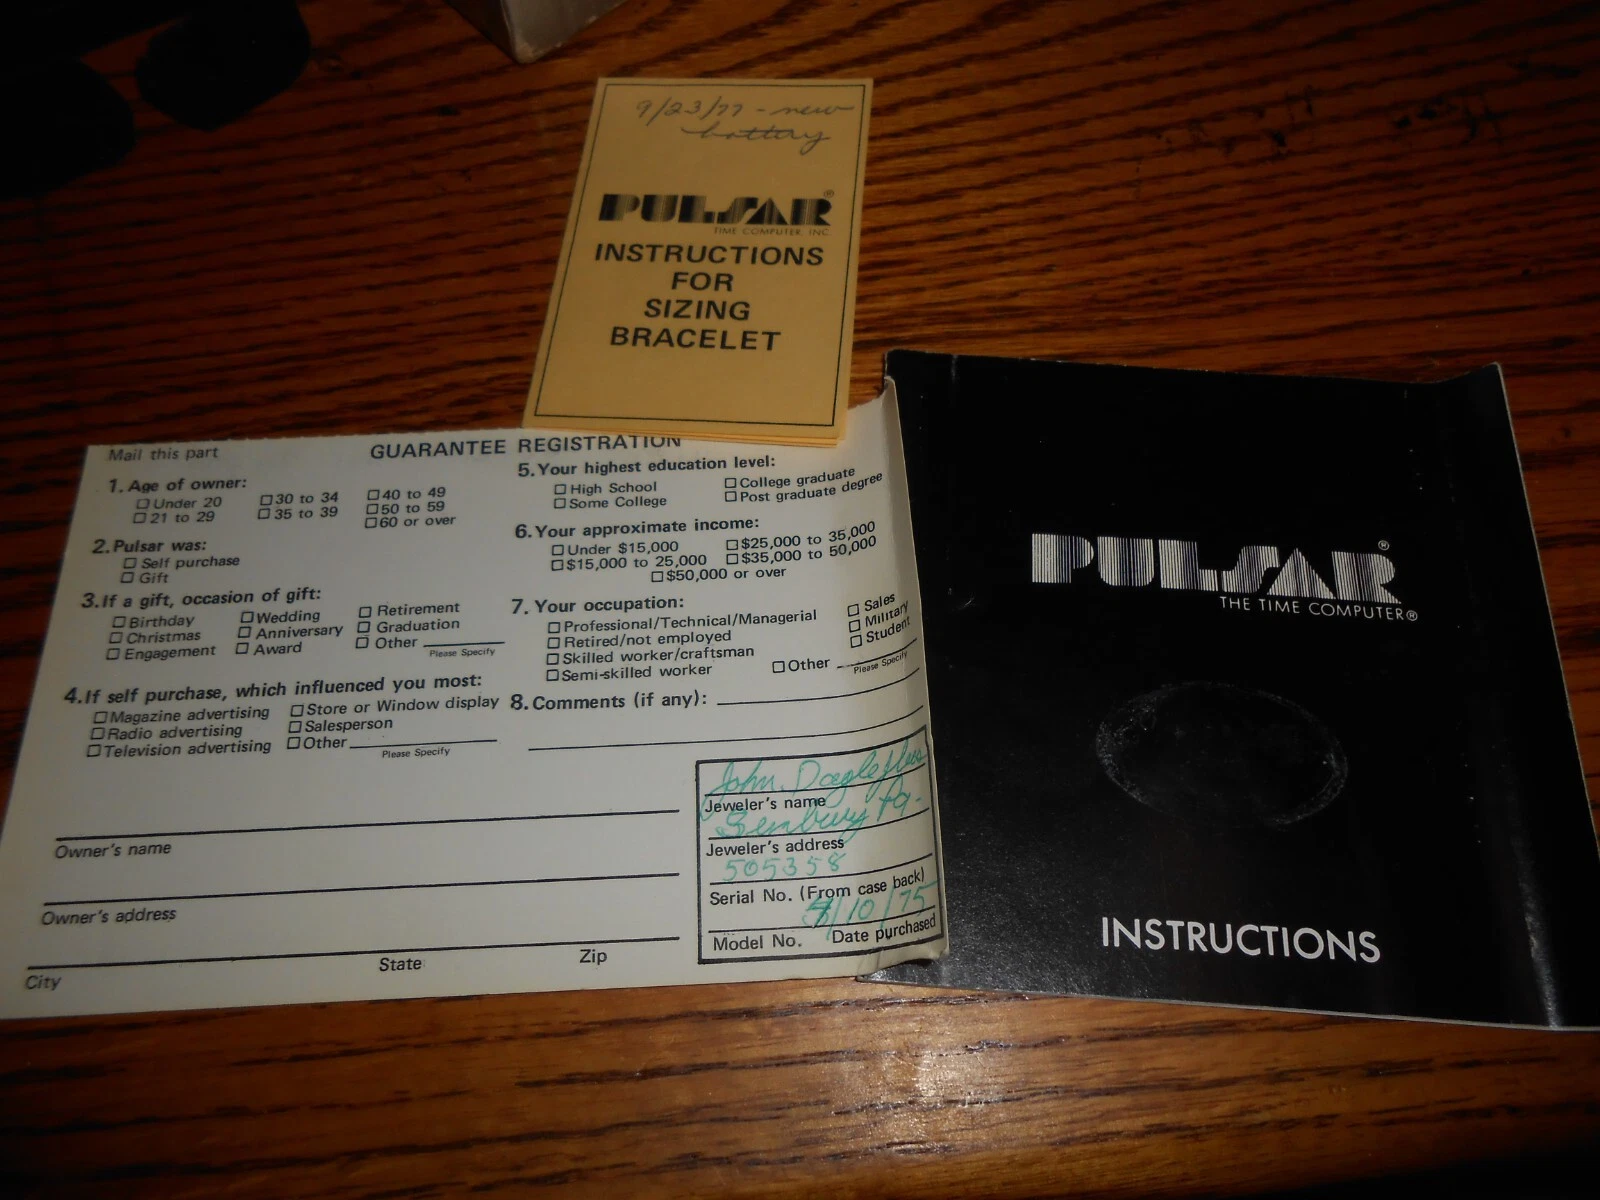 9/23/77 - new
battery
PULSAR®
TIME COMPUTER, INC.
INSTRUCTIONS
FOR
SIZING
BRACELET
Mail this part
GUARANTEE REGISTRATION
1. Age of owner:
☐ Under 20 ☐ 30 to 34 ☐ 40 to 49
☐ 21 to 29 ☐ 35 to 39 ☐ 50 to 59
☐ 60 or over
2. Pulsar was:
☐ Self purchase
☐ Gift
3. If a gift, occasion of gift:
☐ Birthday ☐ Wedding ☐ Retirement
☐ Christmas ☐ Anniversary ☐ Graduation
☐ Engagement ☐ Award ☐ Other
Please Specify
4. If self purchase, which influenced you most:
☐ Magazine advertising ☐ Store or Window display
☐ Radio advertising ☐ Salesperson
☐ Television advertising ☐ Other
Please Specify
5. Your highest education level:
☐ High School ☐ College graduate
☐ Some College ☐ Post graduate degree
6. Your approximate income:
☐ Under $15,000 ☐ $25,000 to 35,000
☐ $15,000 to 25,000 ☐ $35,000 to 50,000
☐ $50,000 or over
7. Your occupation:
☐ Professional/Technical/Managerial ☐ Sales
☐ Retired/not employed ☐ Military
☐ Skilled worker/craftsman ☐ Student
☐ Semi-skilled worker ☐ Other
Please Specify
8. Comments (if any):
Owner's name
Owner's address
City State Zip
John
Jeweler's name
Pa.
Jeweler's address
505358
Serial No. (From case back)
/10/75
Model No. Date purchased
PULSAR®
THE TIME COMPUTER®
INSTRUCTIONS